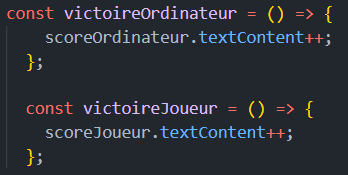 const victoireOrdinateur = () => {
scoreOrdinateur.textContent++;
};
const victoireJoueur = () => {
scoreJoueur.textContent++;
};